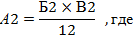 А2 = Б2 × В2 / 12 , где